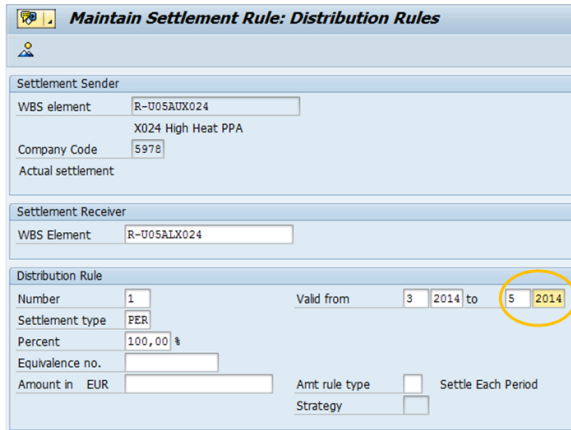 Maintain Settlement Rule: Distribution Rules
Settlement Sender
WBS element R-U05AUX024
X024 High Heat PPA
Company Code 5978
Actual settlement
Settlement Receiver
WBS Element R-U05ALX024
Distribution Rule
Number 1 Valid from 3 2014 to 5 2014
Settlement type PER
Percent 100,00 %
Equivalence no.
Amount in EUR Amt rule type Settle Each Period
Strategy